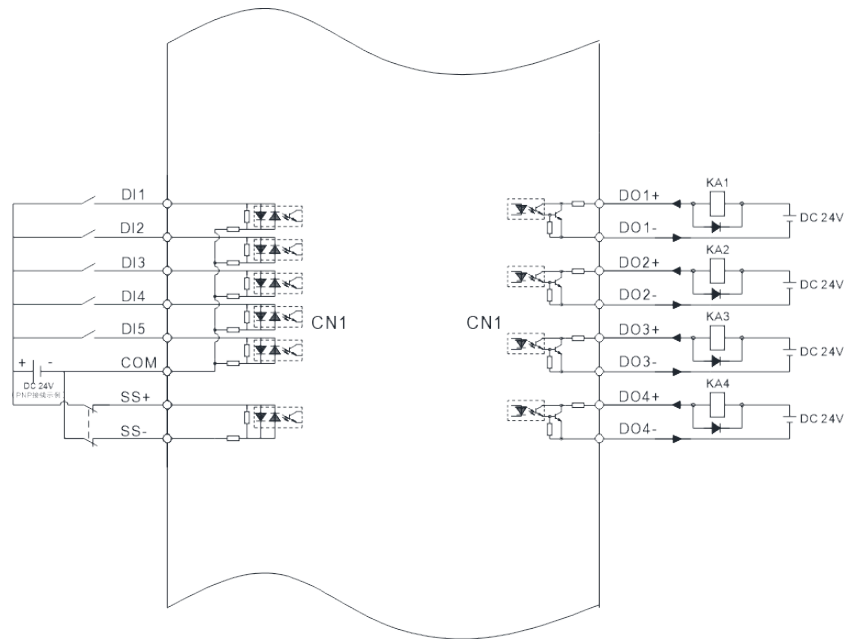 DI1
DI2
DI3
DI4
DI5
COM
+ -
DC 24V
(PNP接线示例)
SS+
SS-
CN1
CN1
DO1+
KA1
DC 24V
DO1-
DO2+
KA2
DC 24V
DO2-
DO3+
KA3
DC 24V
DO3-
DO4+
KA4
DC 24V
DO4-